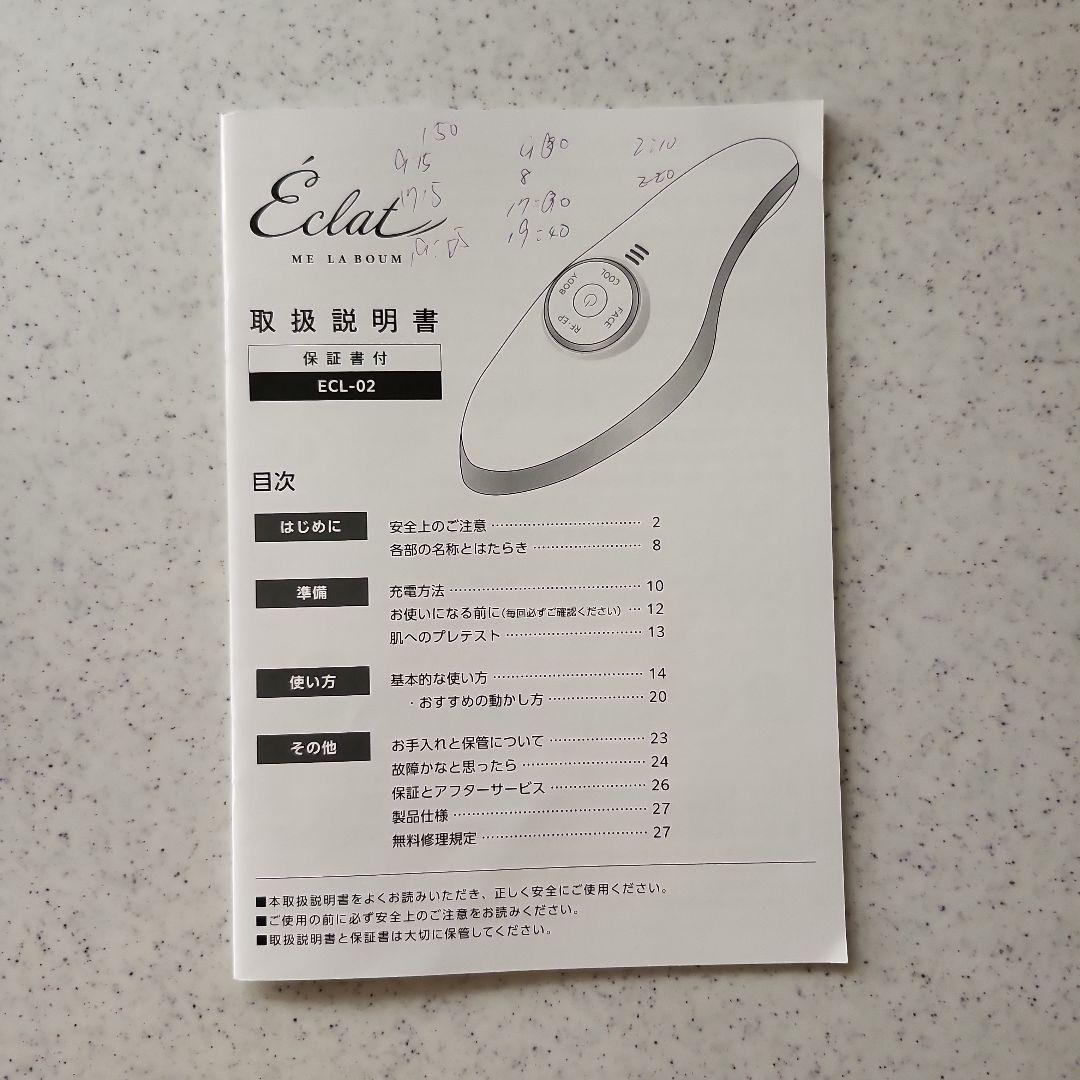 150
2:10
8
220
17:5
19:40
Éclat
ME LABOUM
BODY
COOL
RF·EP
FACE
取扱説明書
保証書付
ECL-02
目次
はじめに
安全上のご注意 ················ 2
各部の名称とはたらき ················ 8
準備
充電方法 ················ 10
お使いになる前に(毎回必ずご確認ください) ··· 12
肌へのプレテスト ················ 13
使い方
基本的な使い方 ················ 14
・おすすめの動かし方 ················ 20
その他
お手入れと保管について ················ 23
故障かなと思ったら ················ 24
保証とアフターサービス ················ 26
製品仕様 ················ 27
無料修理規定 ················ 27
■本取扱説明書をよくお読みいただき、正しく安全にご使用ください。
■ご使用の前に必ず安全上のご注意をお読みください。
■取扱説明書と保証書は大切に保管してください。